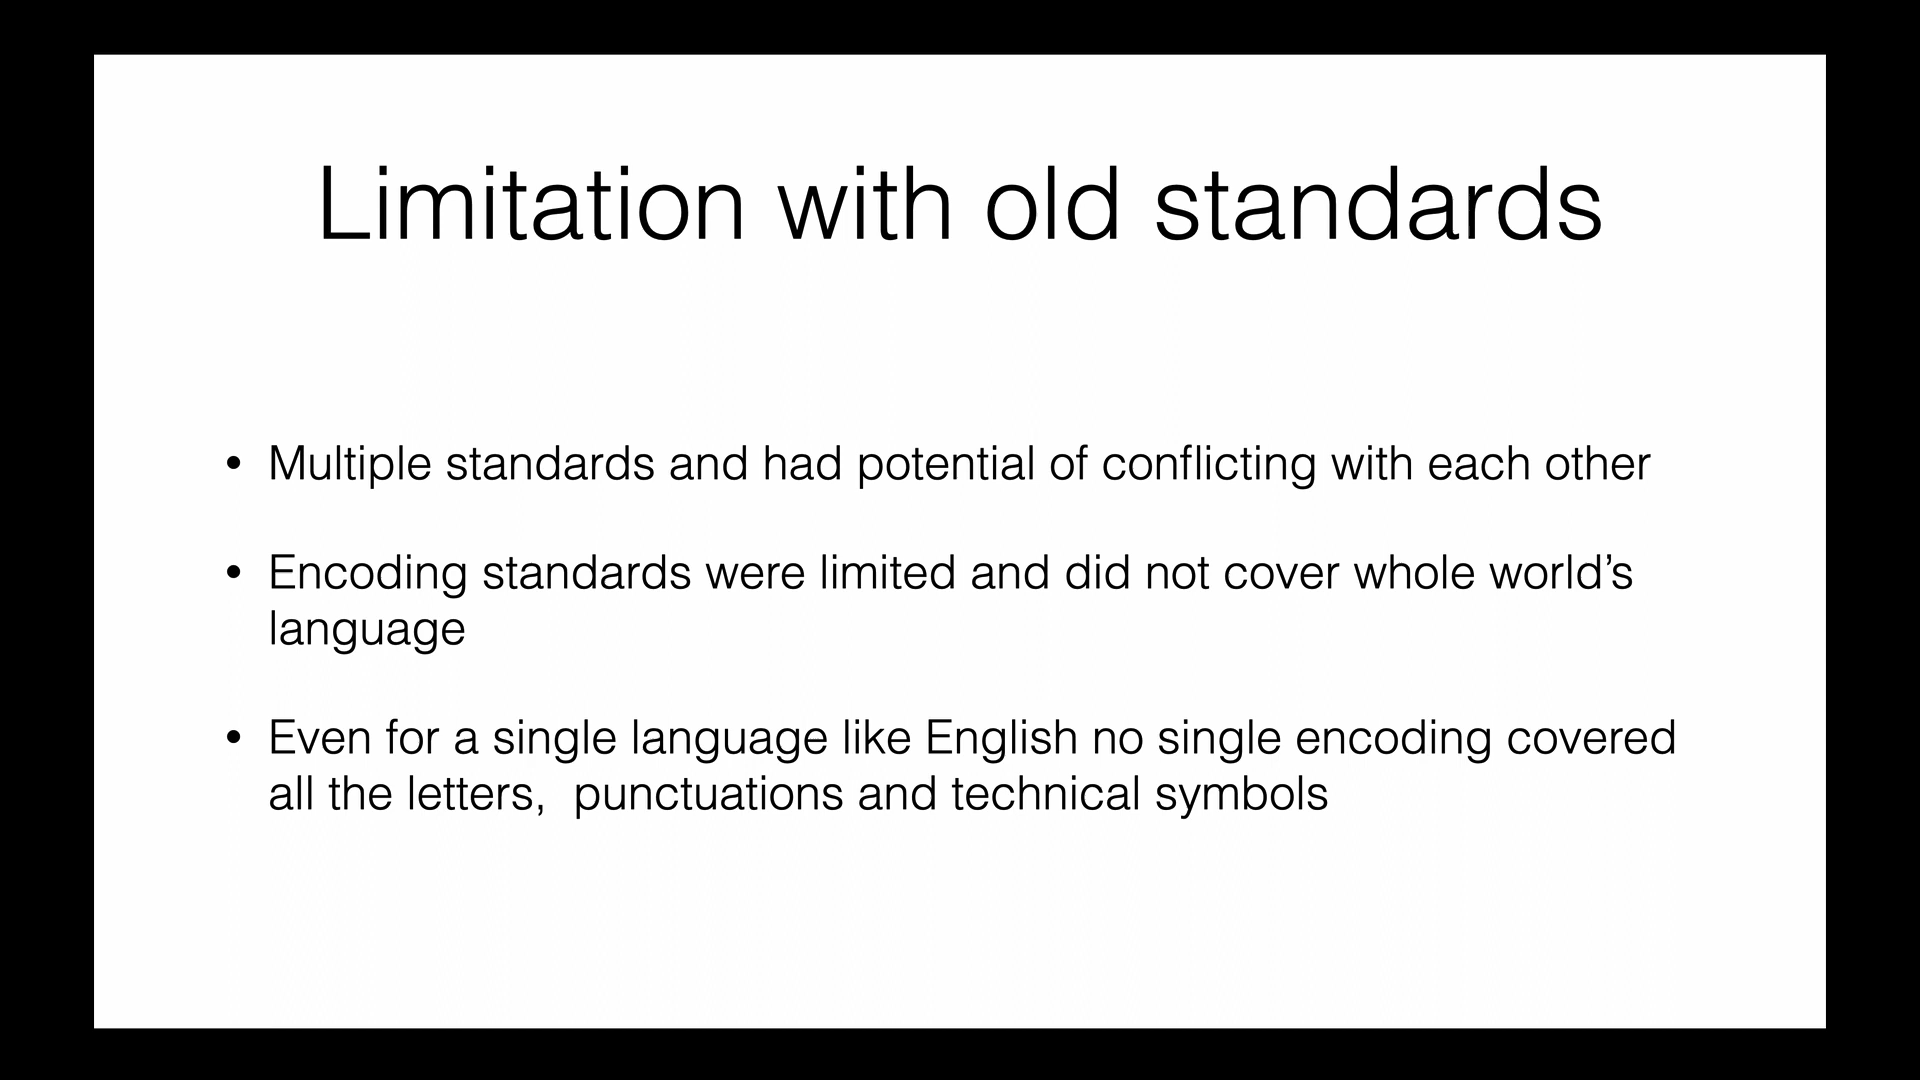 Limitation with old standards
• Multiple standards and had potential of conflicting with each other
• Encoding standards were limited and did not cover whole world’s
language
• Even for a single language like English no single encoding covered
all the letters,  punctuations and technical symbols